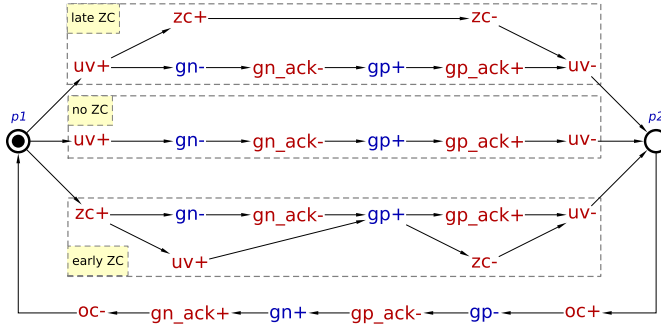 late ZC
zc+ zc-
uv+ gn- gn_ack- gp+ gp_ack+ uv-
p1 no ZC p2
uv+ gn- gn_ack- gp+ gp_ack+ uv-
zc+ gn- gn_ack- gp+ gp_ack+ uv-
early ZC uv+ zc-
oc- gn_ack+ gn+ gp_ack- gp- oc+